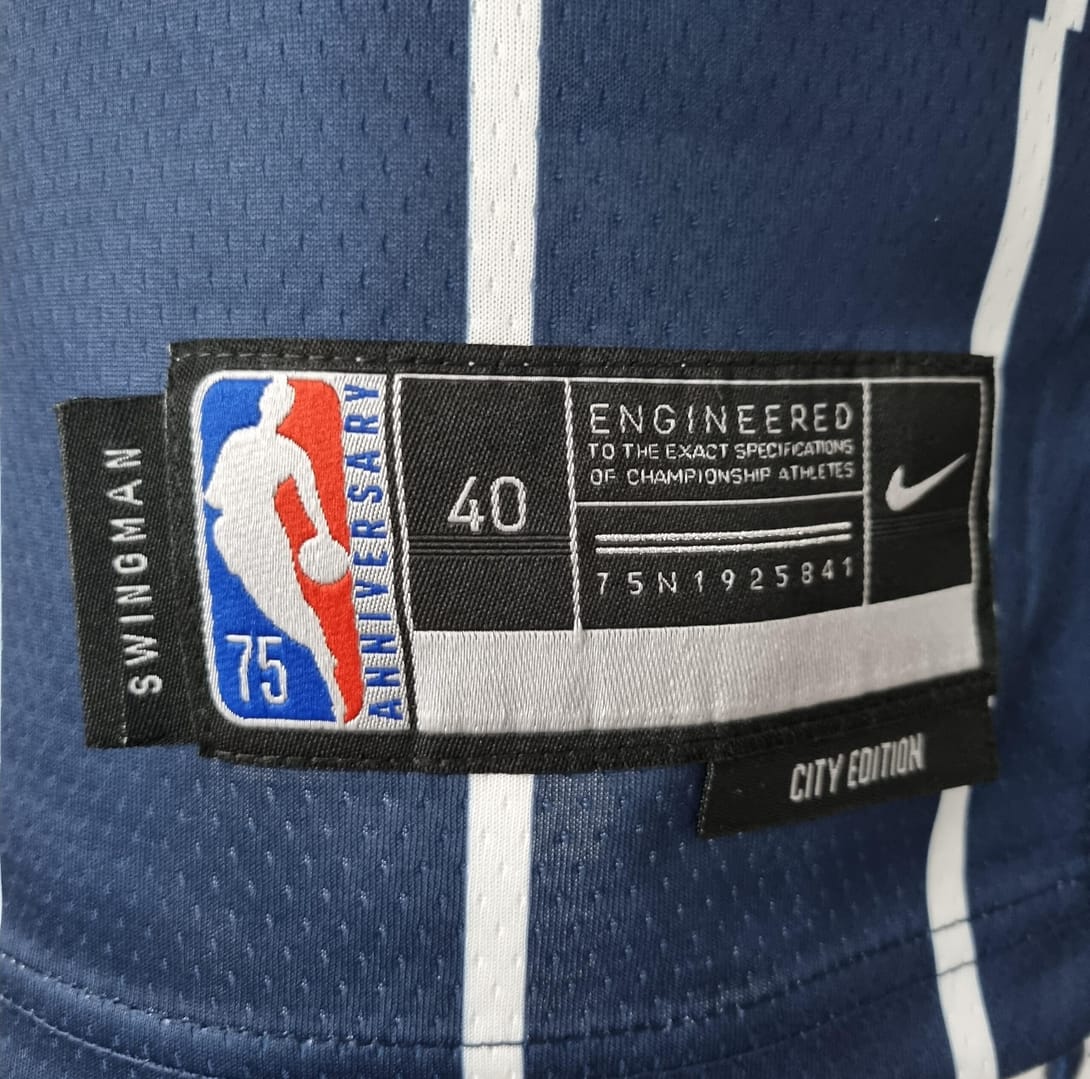 SWINGMAN
75
ANNIVERSARY
40
ENGINEERED
TO THE EXACT SPECIFICATIONS
OF CHAMPIONSHIP ATHLETES
75N1925841
CITY EDITION